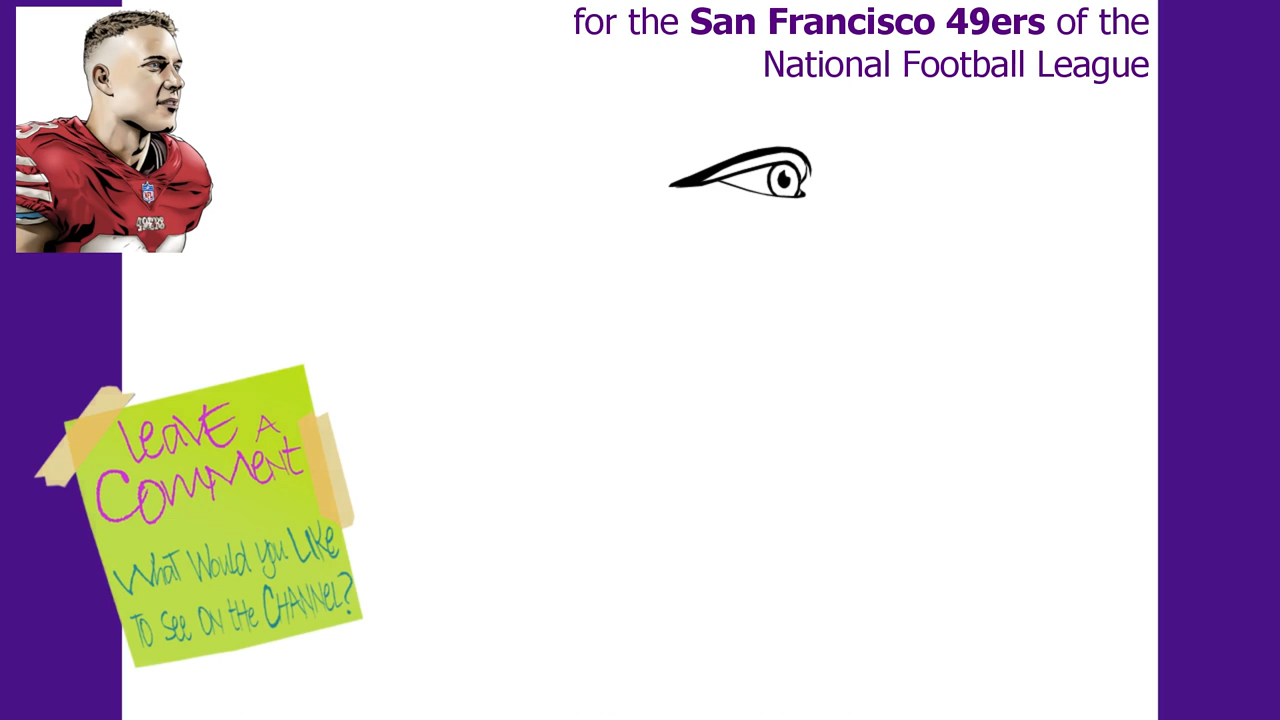 for the San Francisco 49ers of the
National Football League
NFL
49ERS
Leave A
Comment
What Would you Like
To See On the Channel?